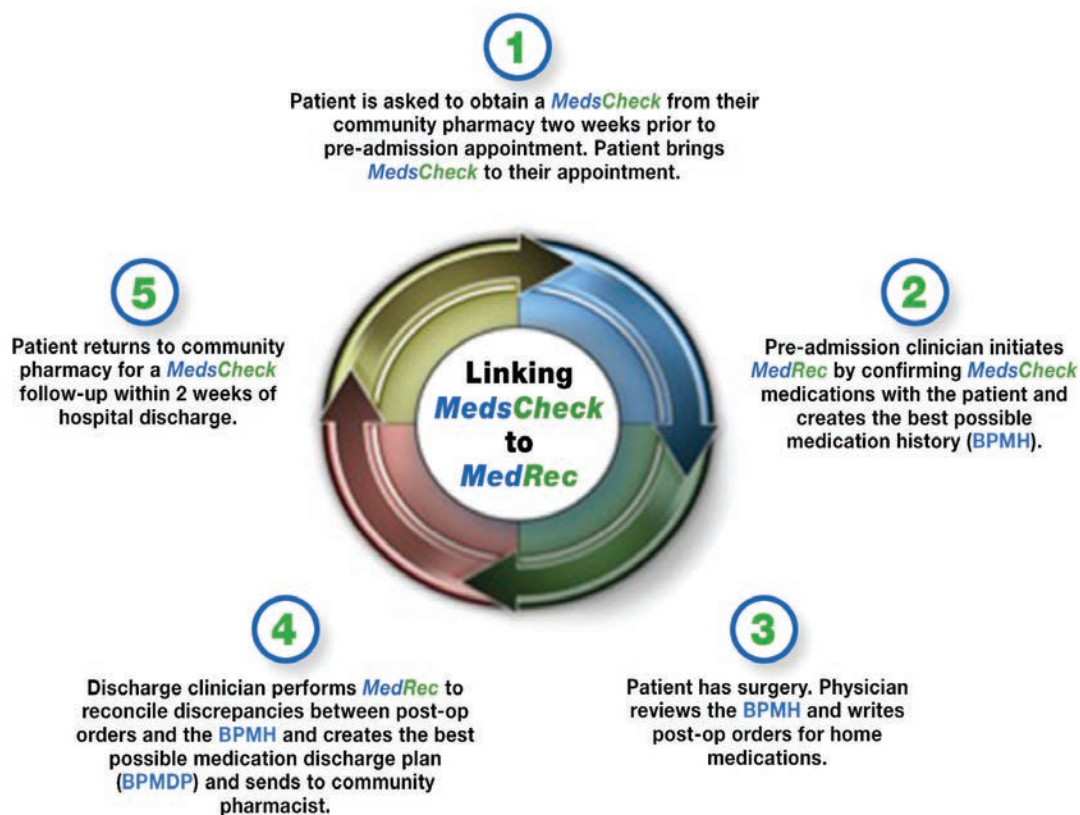 1
Patient is asked to obtain a MedsCheck from their
community pharmacy two weeks prior to
pre-admission appointment. Patient brings
MedsCheck to their appointment.
2
Pre-admission clinician initiates
MedRec by confirming MedsCheck
medications with the patient and
creates the best possible
medication history (BPMH).
3
Patient has surgery. Physician
reviews the BPMH and writes
post-op orders for home
medications.
4
Discharge clinician performs MedRec to
reconcile discrepancies between post-op
orders and the BPMH and creates the best
possible medication discharge plan
(BPMDP) and sends to community
pharmacist.
5
Patient returns to community
pharmacy for a MedsCheck
follow-up within 2 weeks of
hospital discharge.
Linking
MedsCheck
to
MedRec